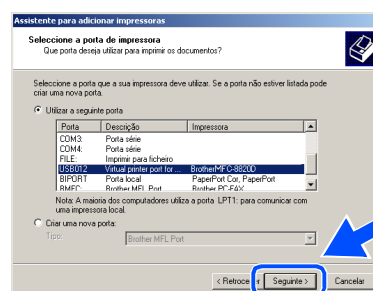 Assistente para adicionar impressoras
Seleccione a porta de impressora
Que porta deseja utilizar para imprimir os documentos?
Seleccione a porta que a sua impressora deve utilizar. Se a porta não estiver listada pode
criar uma nova porta.
Utilizar a seguinte porta
Porta Descrição Impressora
COM3: Porta série
COM4: Porta série
FILE: Imprimir para ficheiro
USB012 Virtual printer port for ... BrotherMFC-8820D
BIPORT Porta local PaperPort Cor, PaperPort
BMFC: Brother MFL Port Brother PC-FAX
Nota: A maioria dos computadores utiliza a porta LPT1: para comunicar com
uma impressora local.
Criar uma nova porta:
Tipo: Brother MFL Port
< Retroceder Seguinte > Cancelar